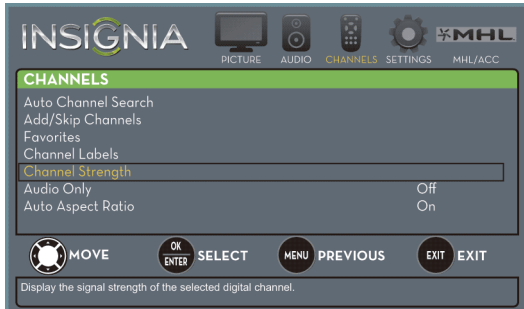 INSIGNIA
PICTURE AUDIO CHANNELS SETTINGS MHL/ACC
MHL
CHANNELS
Auto Channel Search
Add/Skip Channels
Favorites
Channel Labels
Channel Strength
Audio Only Off
Auto Aspect Ratio On
MOVE OK ENTER SELECT MENU PREVIOUS EXIT EXIT
Display the signal strength of the selected digital channel.